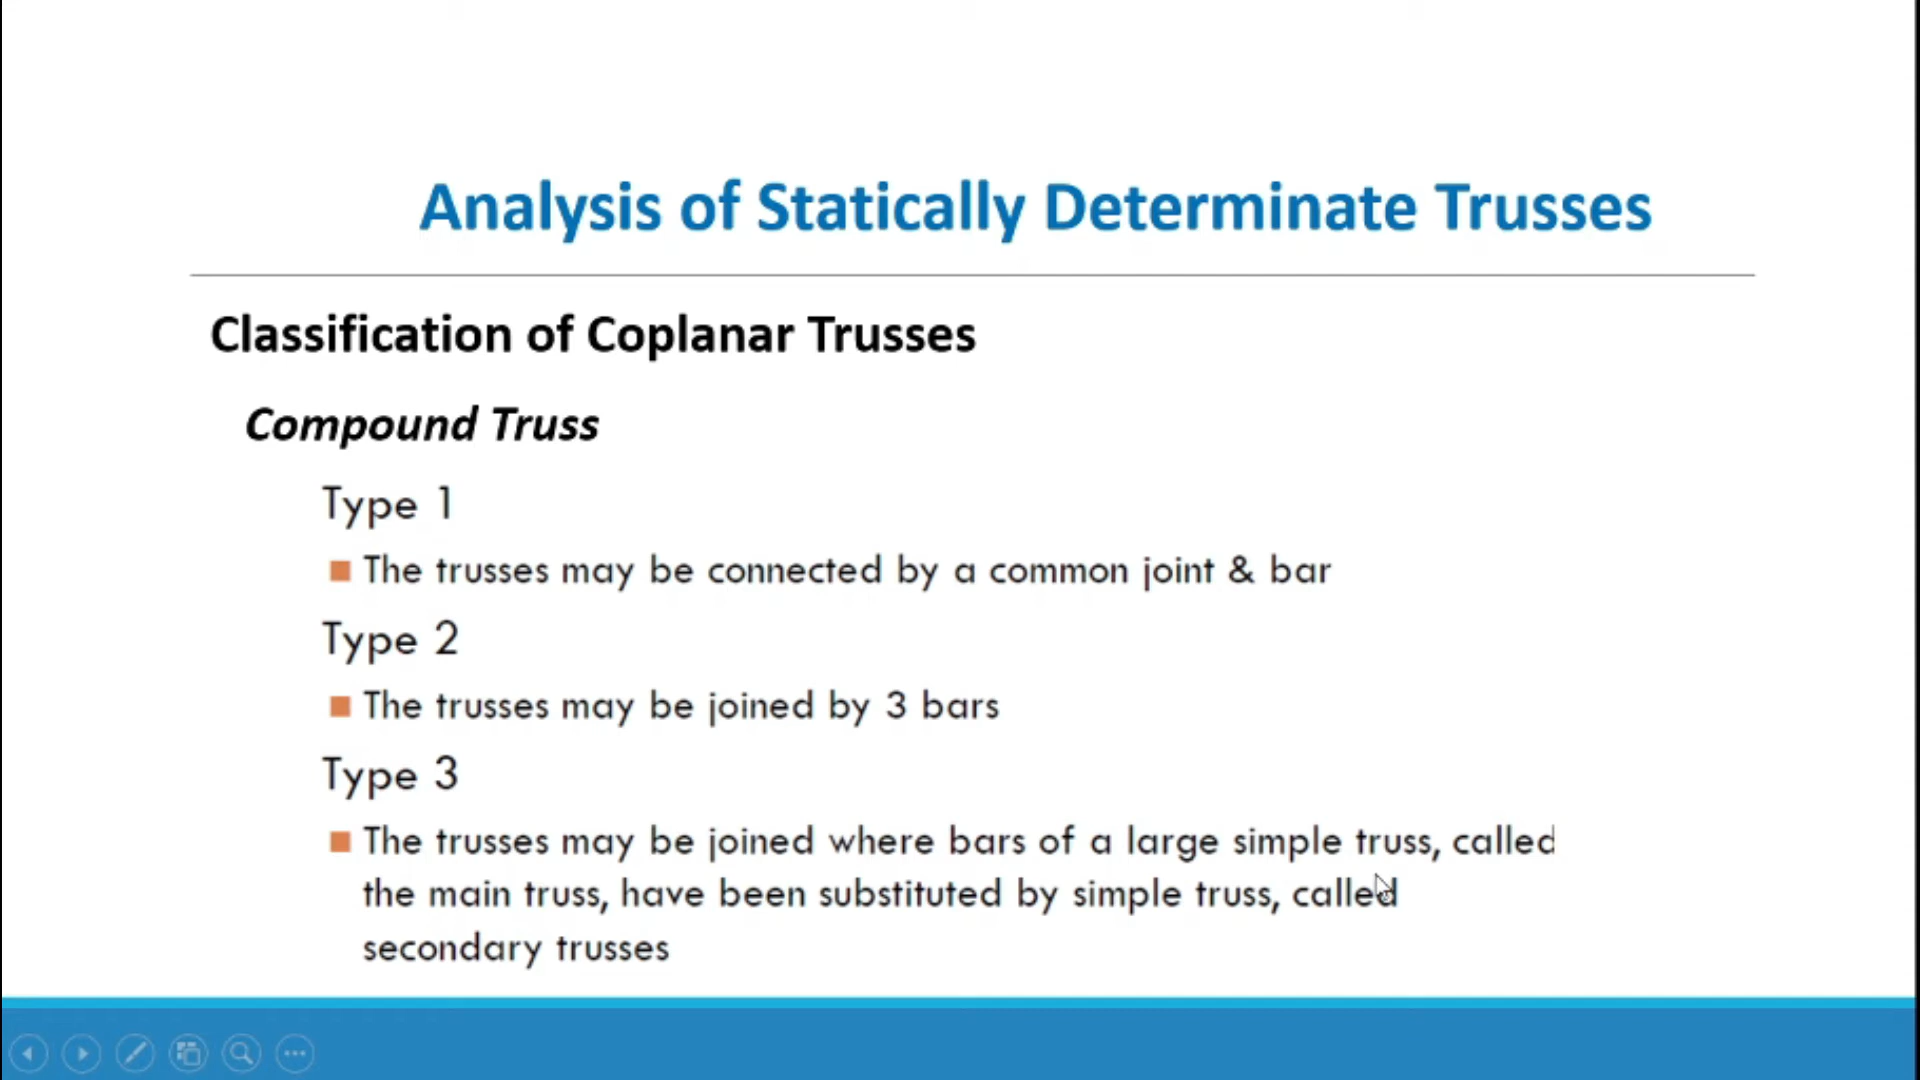 Analysis of Statically Determinate Trusses
Classification of Coplanar Trusses
Compound Truss
Type 1
The trusses may be connected by a common joint & bar
Type 2
The trusses may be joined by 3 bars
Type 3
The trusses may be joined where bars of a large simple truss, called
the main truss, have been substituted by simple truss, called
secondary trusses